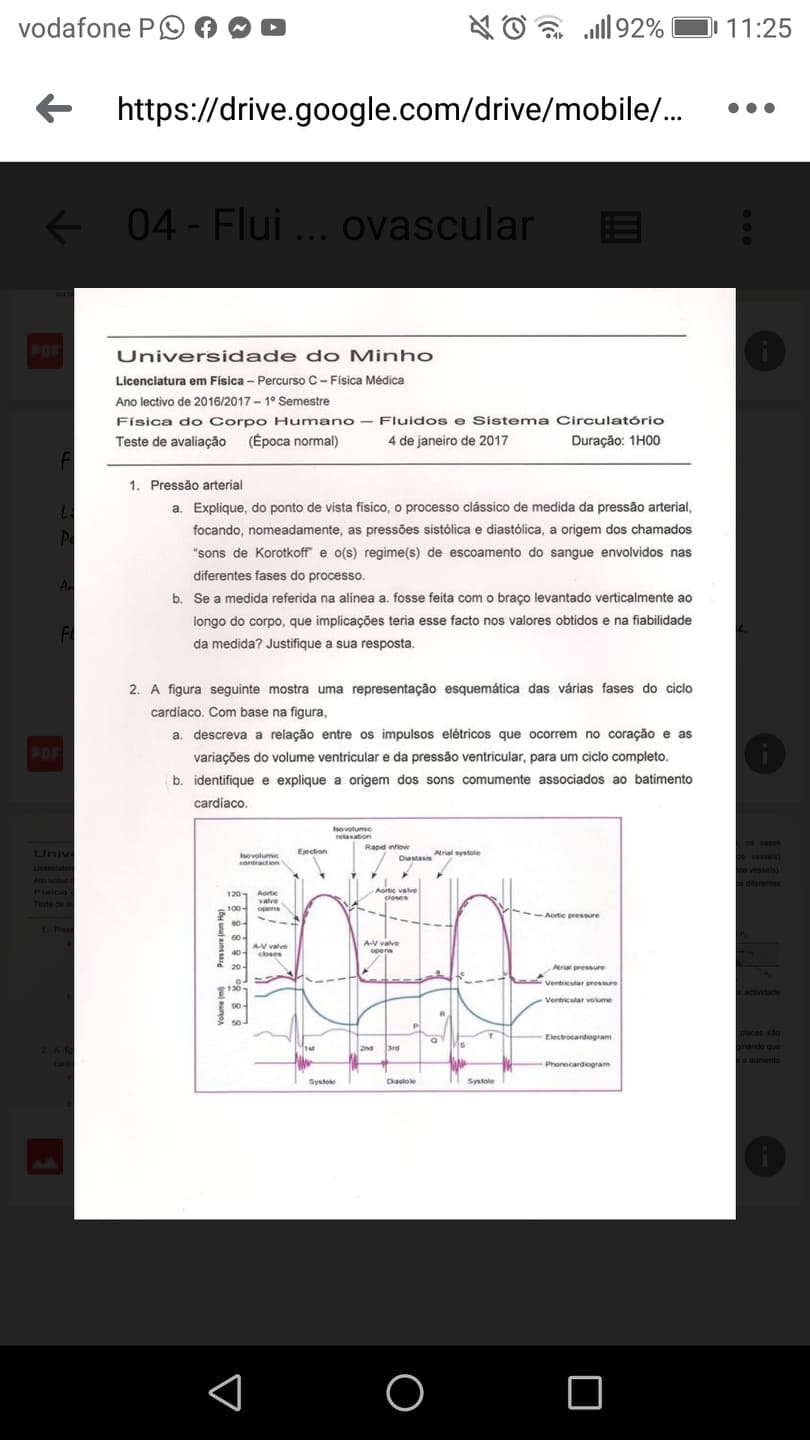 vodafone P 92% 11:25
https://drive.google.com/drive/mobile/...
04 - Flui ... ovascular
PDF
Universidade do Minho
Licenciatura em Física – Percurso C – Física Médica
Ano lectivo de 2016/2017 – 1º Semestre
Física do Corpo Humano — Fluidos e Sistema Circulatório
Teste de avaliação (Época normal) 4 de janeiro de 2017 Duração: 1H00
1. Pressão arterial
a. Explique, do ponto de vista físico, o processo clássico de medida da pressão arterial,
focando, nomeadamente, as pressões sistólica e diastólica, a origem dos chamados
"sons de Korotkoff" e o(s) regime(s) de escoamento do sangue envolvidos nas
diferentes fases do processo.
b. Se a medida referida na alínea a. fosse feita com o braço levantado verticalmente ao
longo do corpo, que implicações teria esse facto nos valores obtidos e na fiabilidade
da medida? Justifique a sua resposta.
2. A figura seguinte mostra uma representação esquemática das várias fases do ciclo
cardíaco. Com base na figura,
a. descreva a relação entre os impulsos elétricos que ocorrem no coração e as
variações do volume ventricular e da pressão ventricular, para um ciclo completo.
b. identifique e explique a origem dos sons comumente associados ao batimento
cardíaco.
Isovolumic
relaxation
Isovolumic
contraction
Ejection
Rapid inflow
Diastasis
Atrial systole
Pressure (mm Hg)
120
100
80
60
40
20
0
Aortic
valve
opens
Aortic valve
closes
A-V valve
closes
A-V valve
opens
a c v
Aortic pressure
Atrial pressure
Ventricular pressure
Volume (ml)
130
90
50
Ventricular volume
P Q R S T
Electrocardiogram
1st 2nd 3rd
Phonocardiogram
Systole Diastole Systole
PDF